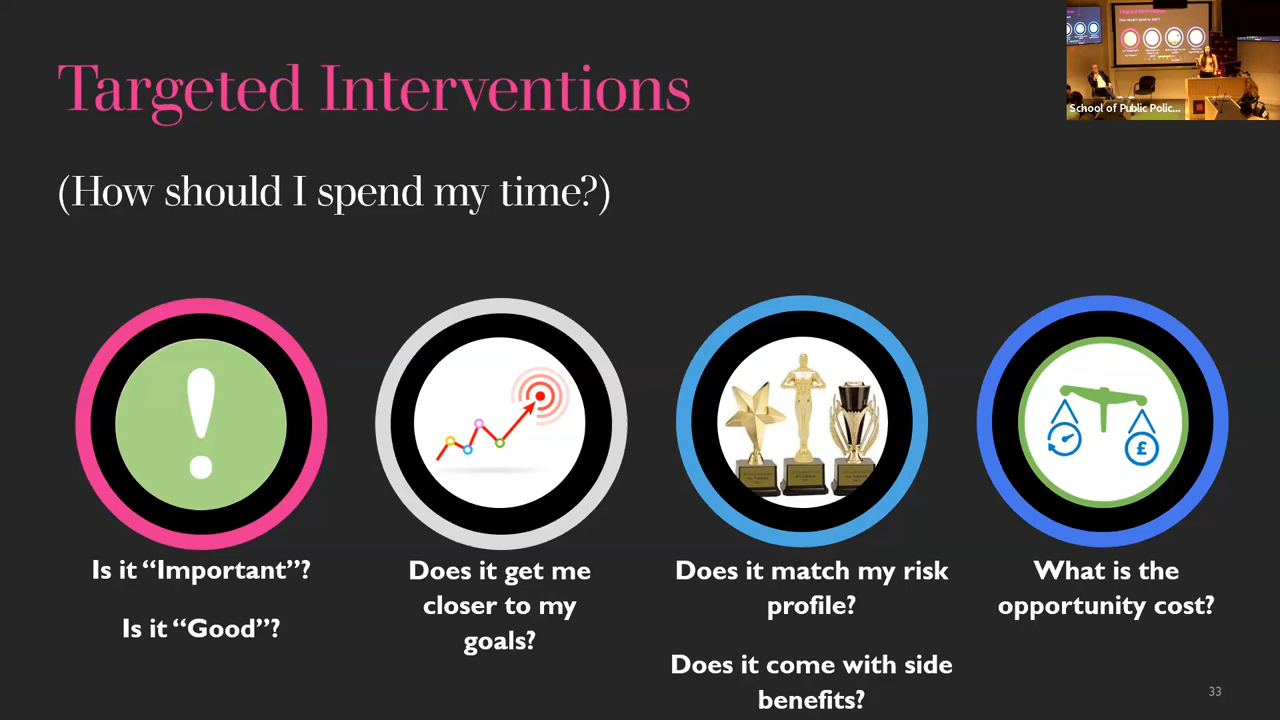 Targeted Interventions
(How should I spend my time?)
School of Public Polic...
£
Is it “Important”?
Is it “Good”?
Does it get me
closer to my
goals?
Does it match my risk
profile?
Does it come with side
benefits?
What is the
opportunity cost?
33